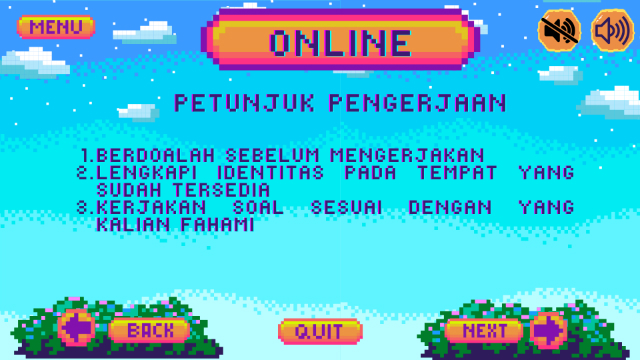 MENU
ONLINE
PETUNJUK PENGERJAAN
1.BERDOALAH SEBELUM MENGERJAKAN
2.LENGKAPI IDENTITAS PADA TEMPAT YANG
SUDAH TERSEDIA
3.KERJAKAN SOAL SESUAI DENGAN YANG
KALIAN FAHAMI
BACK
QUIT
NEXT